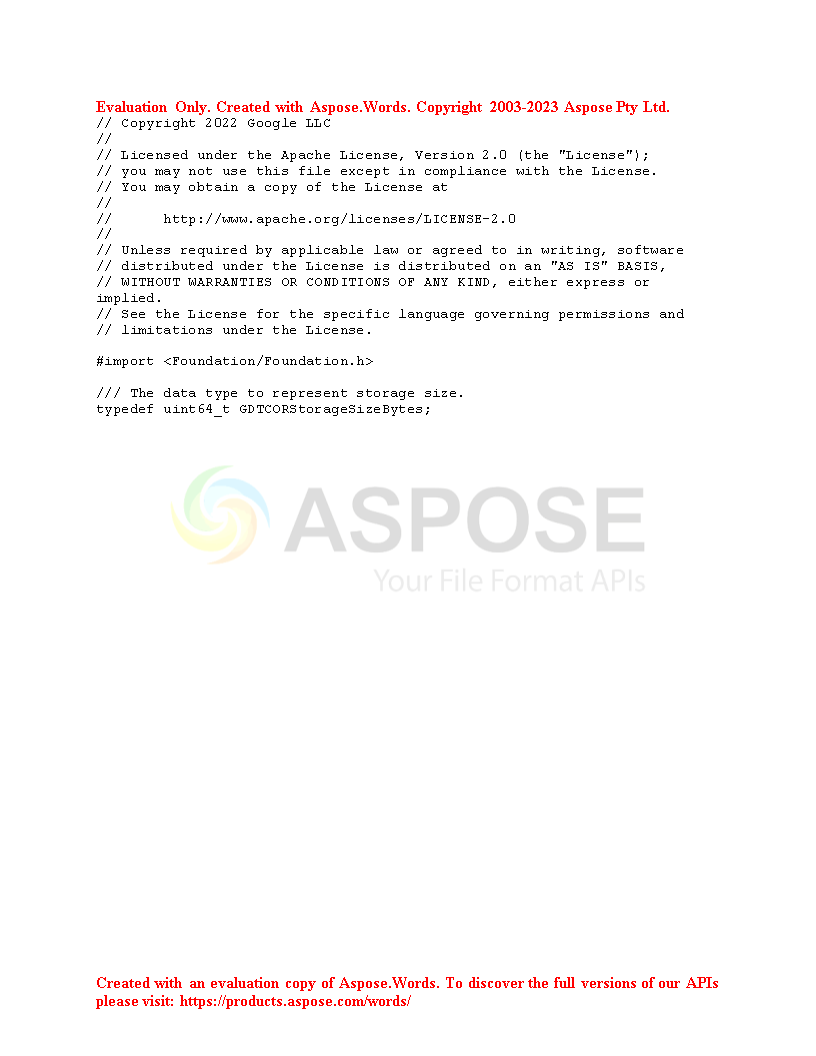 Evaluation Only. Created with Aspose.Words. Copyright 2003-2023 Aspose Pty Ltd.
// Copyright 2022 Google LLC
//
// Licensed under the Apache License, Version 2.0 (the "License");
// you may not use this file except in compliance with the License.
// You may obtain a copy of the License at
//
//      http://www.apache.org/licenses/LICENSE-2.0
//
// Unless required by applicable law or agreed to in writing, software
// distributed under the License is distributed on an "AS IS" BASIS,
// WITHOUT WARRANTIES OR CONDITIONS OF ANY KIND, either express or
implied.
// See the License for the specific language governing permissions and
// limitations under the License.

#import <Foundation/Foundation.h>

/// The data type to represent storage size.
typedef uint64_t GDTCORStorageSizeBytes;
ASPOSE
Your File Format APIs
Created with an evaluation copy of Aspose.Words. To discover the full versions of our APIs
please visit: https://products.aspose.com/words/